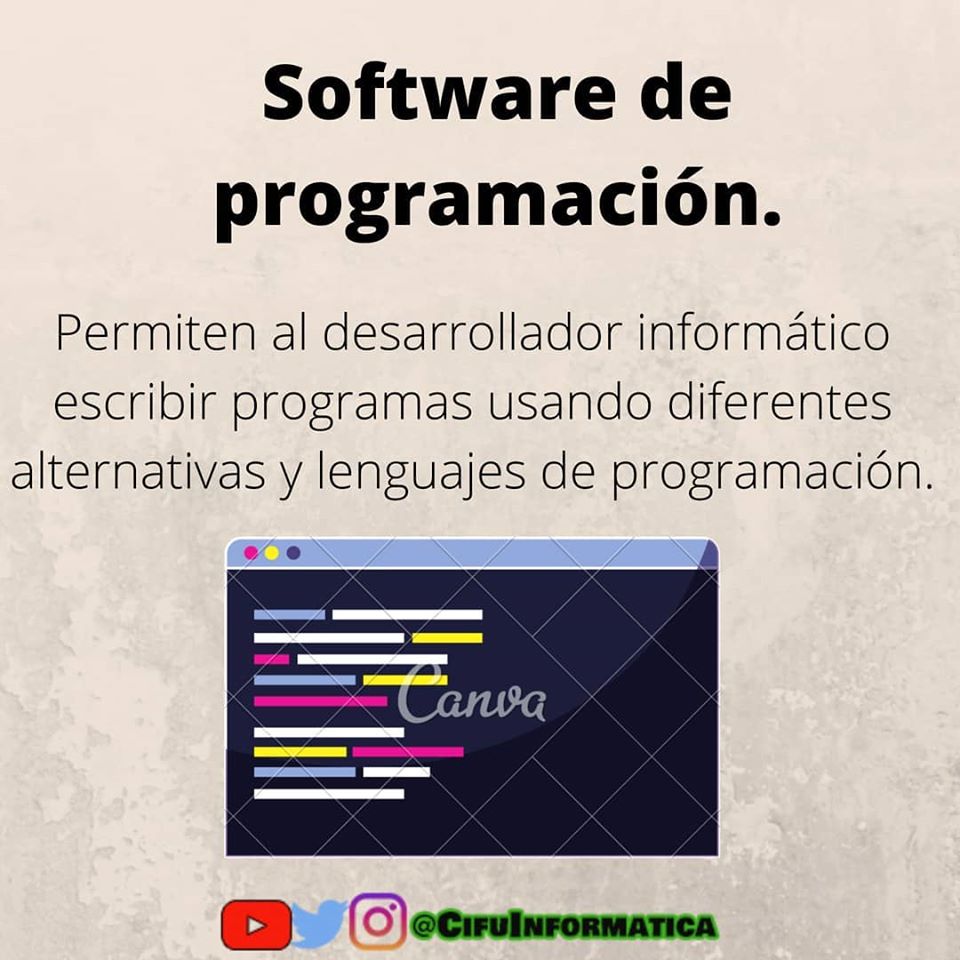 Software de
programación.
Permiten al desarrollador informático
escribir programas usando diferentes
alternativas y lenguajes de programación.
Canva
@CifuInformatica